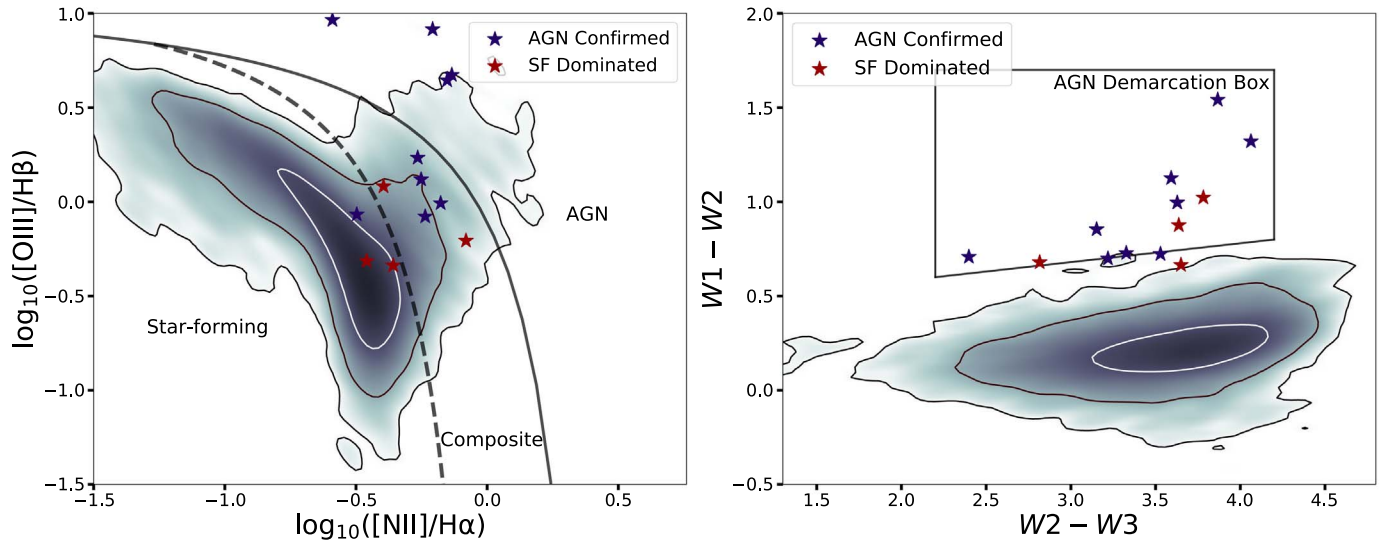 1.0
0.5
0.0
−0.5
−1.0
−1.5
−1.5
−1.0
−0.5
0.0
0.5
log₁₀([OIII]/Hβ)
log₁₀([NII]/Hα)
AGN Confirmed
SF Dominated
AGN
Star-forming
Composite
2.0
1.5
1.0
0.5
0.0
−0.5
1.5
2.0
2.5
3.0
3.5
4.0
4.5
W1 − W2
W2 − W3
AGN Confirmed
SF Dominated
AGN Demarcation Box